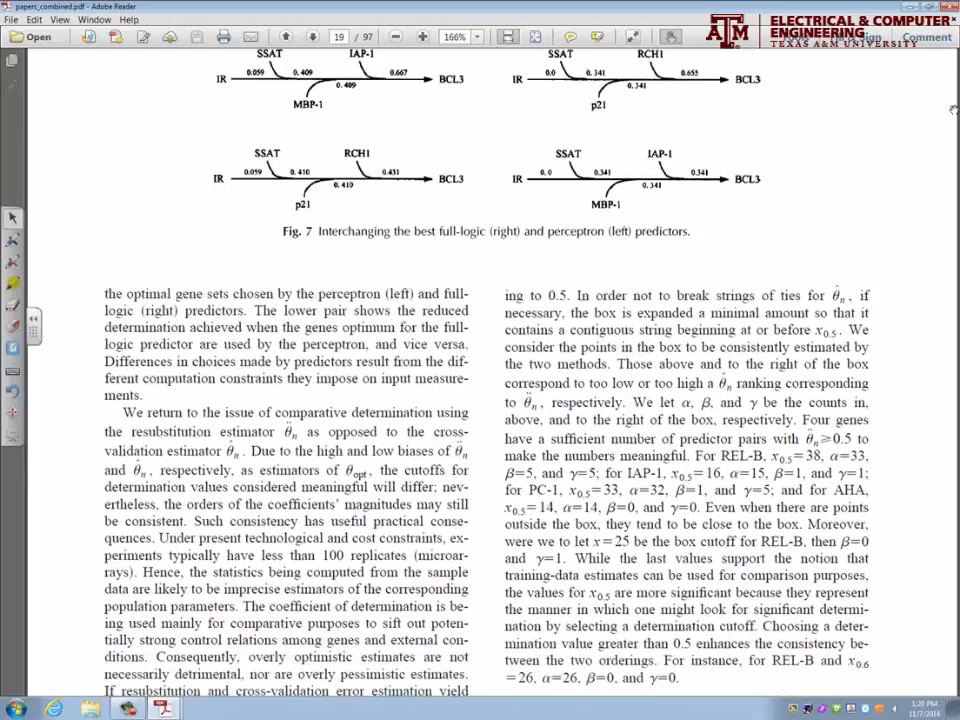 papers_combined.pdf - Adobe Reader
File Edit View Window Help
Open
19 / 97
166%
Comment
ELECTRICAL & COMPUTER
ENGINEERING
TEXAS A&M UNIVERSITY
SSAT IAP-1
IR 0.059 0.409 0.667 BCL3
0.409
MBP-1
SSAT RCH1
IR 0.0 0.341 0.655 BCL3
0.341
p21
SSAT RCH1
IR 0.059 0.410 0.431 BCL3
0.410
p21
SSAT IAP-1
IR 0.0 0.341 0.341 BCL3
0.341
MBP-1
Fig. 7 Interchanging the best full-logic (right) and perceptron (left) predictors.
the optimal gene sets chosen by the perceptron (left) and full-
logic (right) predictors. The lower pair shows the reduced
determination achieved when the genes optimum for the full-
logic predictor are used by the perceptron, and vice versa.
Differences in choices made by predictors result from the dif-
ferent computation constraints they impose on input measure-
ments.
We return to the issue of comparative determination using
the resubstitution estimator θ̈n as opposed to the cross-
validation estimator θ̂n. Due to the high and low biases of θ̈n
and θ̂n, respectively, as estimators of θopt, the cutoffs for
determination values considered meaningful will differ; nev-
ertheless, the orders of the coefficients' magnitudes may still
be consistent. Such consistency has useful practical conse-
quences. Under present technological and cost constraints, ex-
periments typically have less than 100 replicates (microar-
rays). Hence, the statistics being computed from the sample
data are likely to be imprecise estimators of the corresponding
population parameters. The coefficient of determination is be-
ing used mainly for comparative purposes to sift out poten-
tially strong control relations among genes and external con-
ditions. Consequently, overly optimistic estimates are not
necessarily detrimental, nor are overly pessimistic estimates.
If resubstitution and cross-validation error estimation yield
ing to 0.5. In order not to break strings of ties for θ̂n, if
necessary, the box is expanded a minimal amount so that it
contains a contiguous string beginning at or before x0.5. We
consider the points in the box to be consistently estimated by
the two methods. Those above and to the right of the box
correspond to too low or too high a θ̂n ranking corresponding
to θ̈n, respectively. We let α, β, and γ be the counts in,
above, and to the right of the box, respectively. Four genes
have a sufficient number of predictor pairs with θ̈n≥0.5 to
make the numbers meaningful. For REL-B, x0.5=38, α=33,
β=5, and γ=5; for IAP-1, x0.5=16, α=15, β=1, and γ=1;
for PC-1, x0.5=33, α=32, β=1, and γ=5; and for AHA,
x0.5=14, α=14, β=0, and γ=0. Even when there are points
outside the box, they tend to be close to the box. Moreover,
were we to let x=25 be the box cutoff for REL-B, then β=0
and γ=1. While the last values support the notion that
training-data estimates can be used for comparison purposes,
the values for x0.5 are more significant because they represent
the manner in which one might look for significant determi-
nation by selecting a determination cutoff. Choosing a deter-
mination value greater than 0.5 enhances the consistency be-
tween the two orderings. For instance, for REL-B and x0.6
=26, α=26, β=0, and γ=0.
1:20 PM
11/7/2014